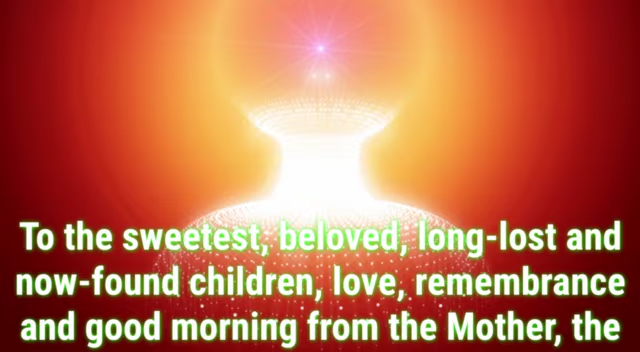 To the sweetest, beloved, long-lost and
now-found children, love, remembrance
and good morning from the Mother, the